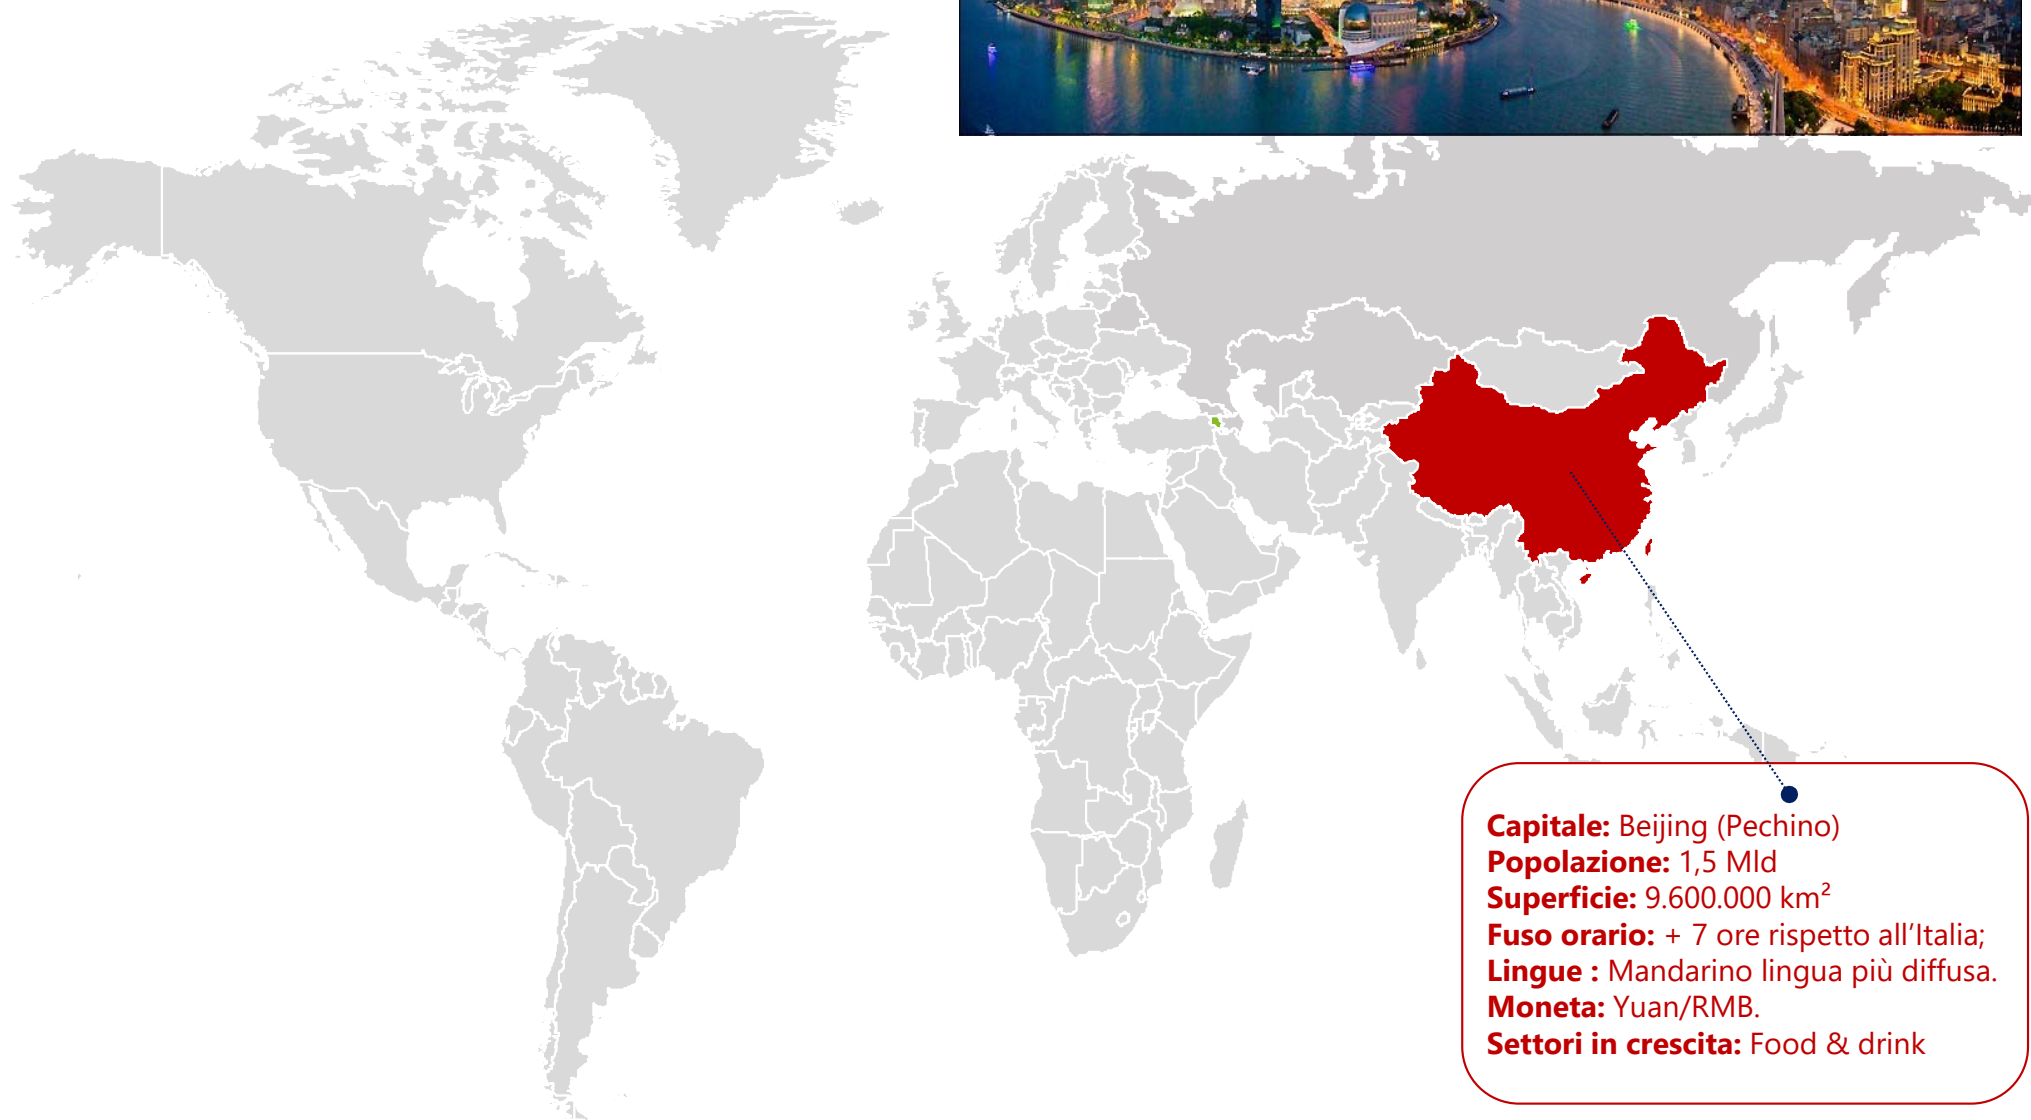 Capitale: Beijing (Pechino)
Popolazione: 1,5 Mld
Superficie: 9.600.000 km²
Fuso orario: + 7 ore rispetto all’Italia;
Lingue : Mandarino lingua più diffusa.
Moneta: Yuan/RMB.
Settori in crescita: Food & drink